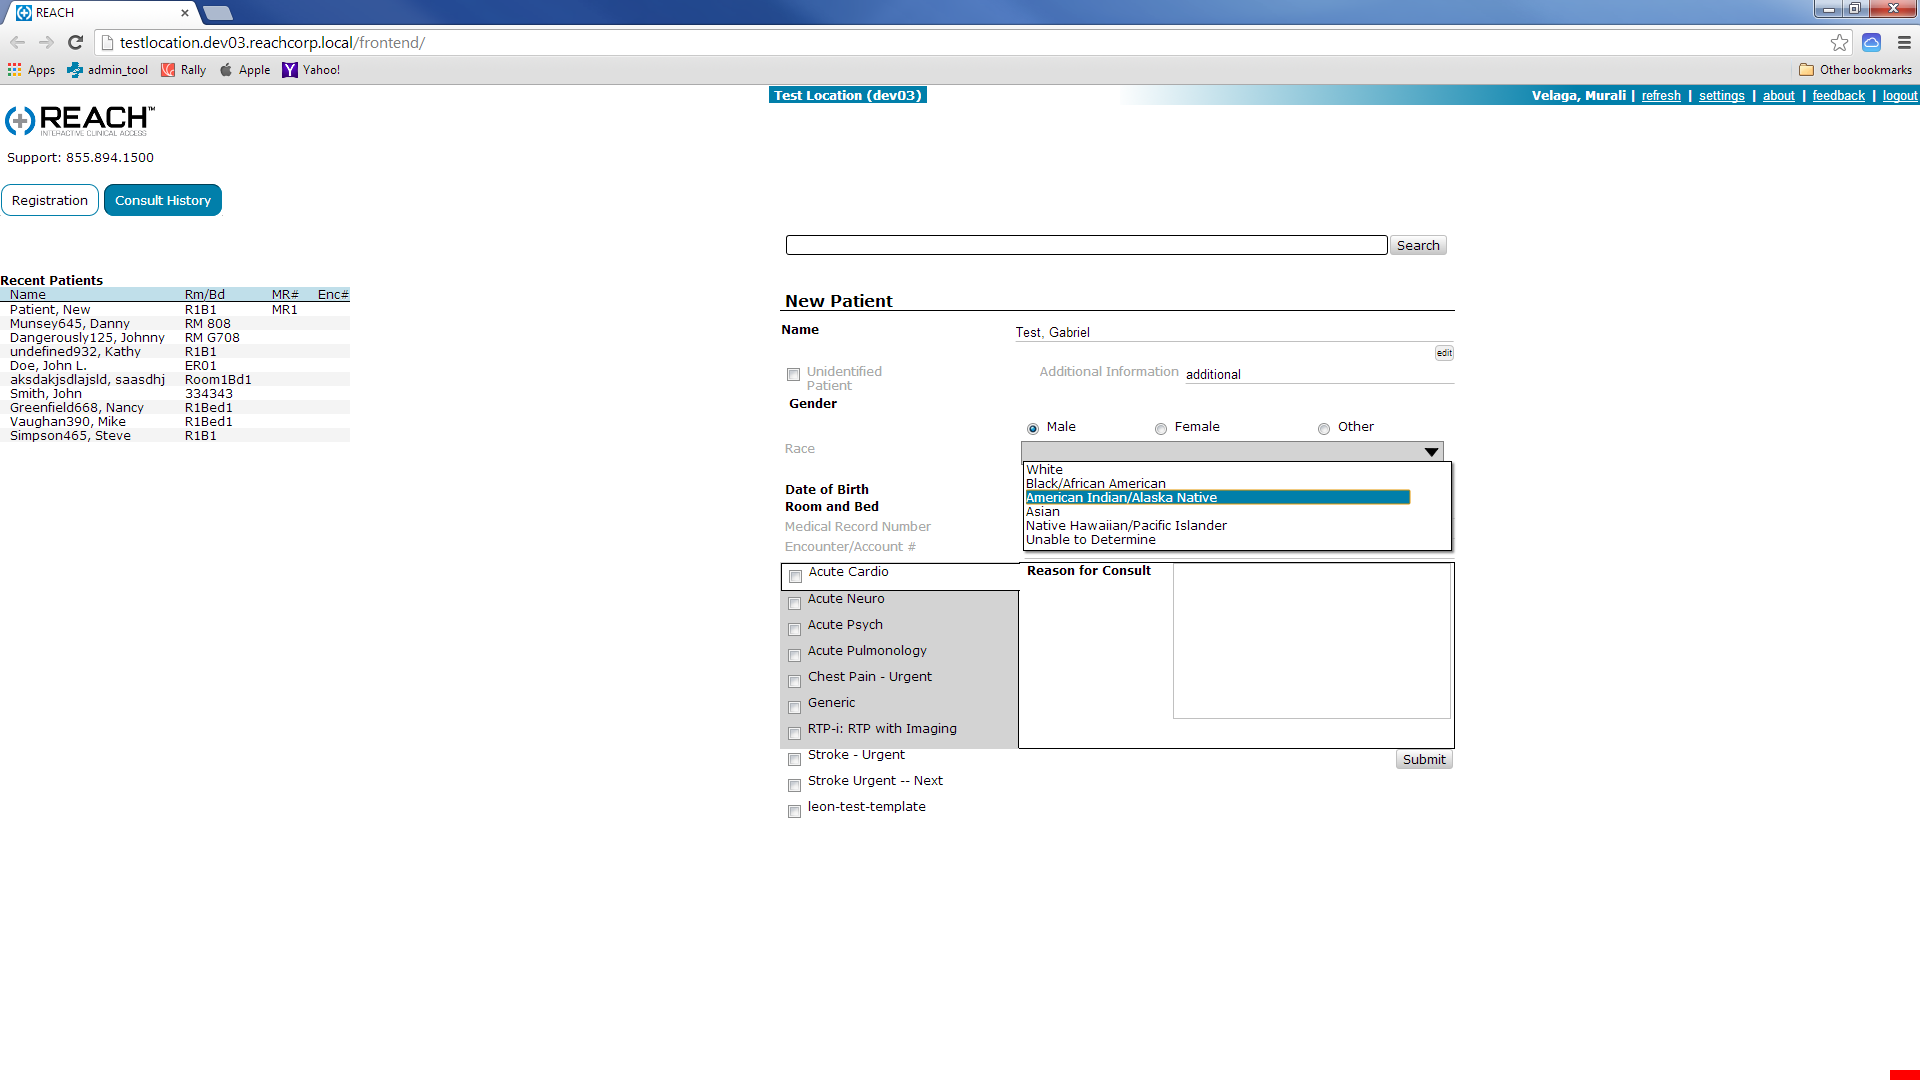 REACH
testlocation.dev03.reachcorp.local/frontend/
Apps admin_tool Rally Apple Yahoo! Other bookmarks
Test Location (dev03) Velaga, Murali | refresh | settings | about | feedback | logout
REACH™
INTERACTIVE CLINICAL ACCESS
Support: 855.894.1500
Registration Consult History
Search
Recent Patients
Name Rm/Bd MR# Enc#
Patient, New R1B1 MR1
Munsey645, Danny RM 808
Dangerously125, Johnny RM G708
undefined932, Kathy R1B1
Doe, John L. ER01
aksdakjsdlajsld, saasdhj Room1Bd1
Smith, John 334343
Greenfield668, Nancy R1Bed1
Vaughan390, Mike R1Bed1
Simpson465, Steve R1B1
New Patient
Name Test, Gabriel
edit
Unidentified Patient Additional Information additional
Gender
Male Female Other
Race
White
Black/African American
American Indian/Alaska Native
Asian
Native Hawaiian/Pacific Islander
Unable to Determine
Date of Birth
Room and Bed
Medical Record Number
Encounter/Account #
Acute Cardio
Acute Neuro
Acute Psych
Acute Pulmonology
Chest Pain - Urgent
Generic
RTP-i: RTP with Imaging
Stroke - Urgent
Stroke Urgent -- Next
leon-test-template
Reason for Consult
Submit